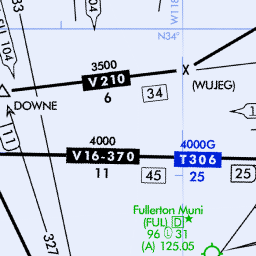 W118
N34°
104
3500
V210
6
34
X
(WUJEG)
DOWNE
11
4000
V16-370
11
45
4000G
T306
25
25
327
Fullerton Muni
(FUL) D
96 L 31
(A) 125.05